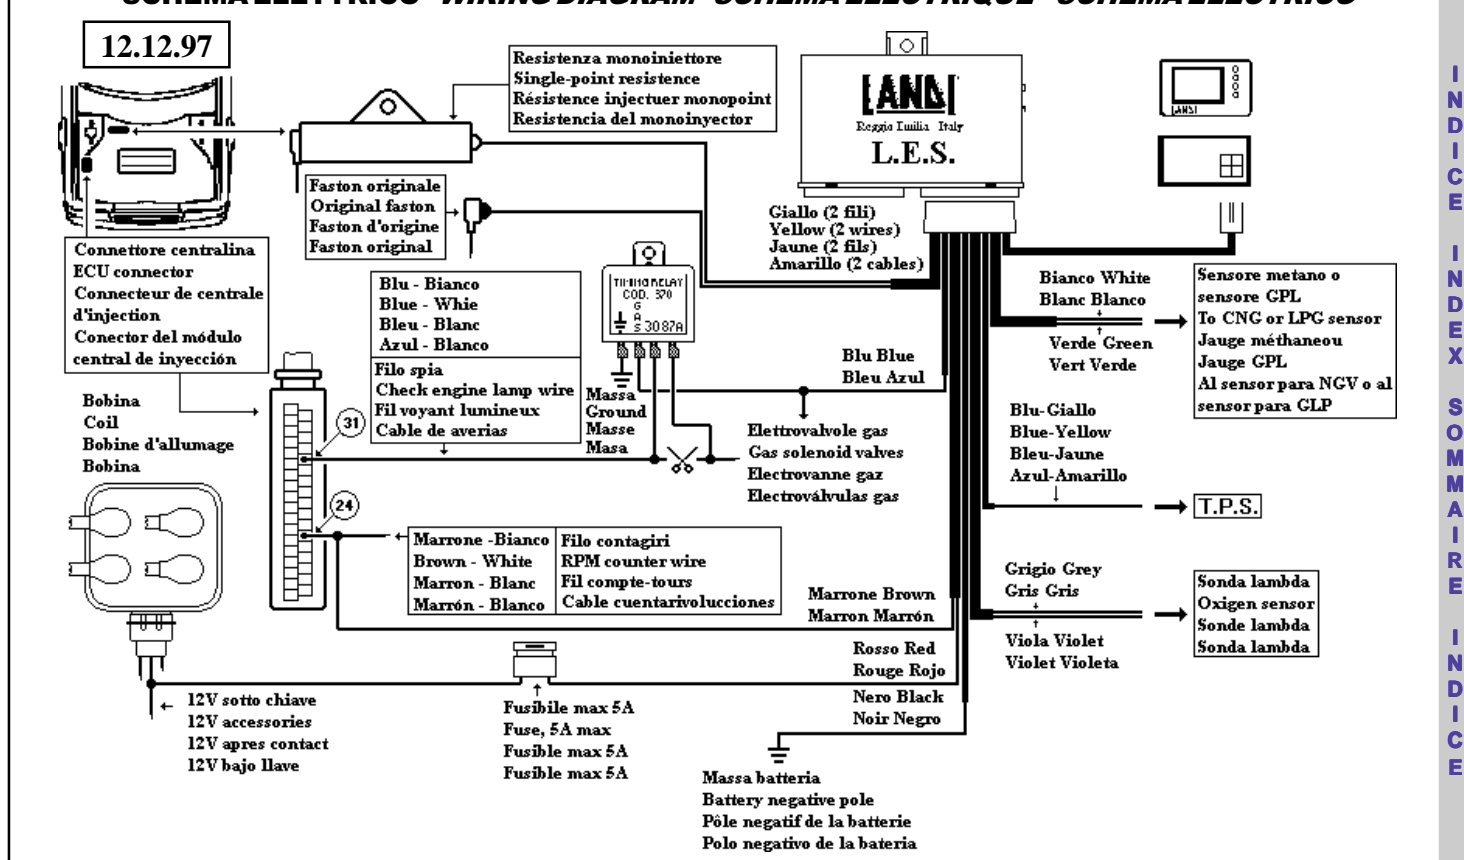 SCHEMA ELETTRICO WIRING DIAGRAM SCHEMA ELECTRIQUE SCHEMA ELECTRICO
12.12.97
Resistenza monoiniettore
Single-point resistence
Résistence injectuer monopoint
Resistencia del monoinyector
LANDI
Reggio Emilia Italy
L.E.S.
LANDI
Faston originale
Original faston
Faston d'origine
Faston original
Giallo (2 fili)
Yellow (2 wires)
Jaune (2 fils)
Amarillo (2 cables)
Connettore centralina
ECU connector
Connecteur de centrale
d'injection
Conector del módulo
central de inyección
Blu - Bianco
Blue - Whie
Bleu - Blanc
Azul - Blanco
Filo spia
Check engine lamp wire
Fil voyant lumineux
Cable de averias
TIMING RELAY
COD. 370
G
A
S 30 87A
Massa
Ground
Masse
Masa
Bianco White
Blanc Blanco
Verde Green
Vert Verde
Sensore metano o
sensore GPL
To CNG or LPG sensor
Jauge méthaneou
Jauge GPL
Al sensor para NGV o al
sensor para GLP
Blu Blue
Bleu Azul
Bobina
Coil
Bobine d'allumage
Bobina
31
24
Elettrovalvole gas
Gas solenoid valves
Electrovanne gaz
Electroválvulas gas
Blu-Giallo
Blue-Yellow
Bleu-Jaune
Azul-Amarillo
T.P.S.
Marrone -Bianco
Brown - White
Marron - Blanc
Marrón - Blanco
Filo contagiri
RPM counter wire
Fil compte-tours
Cable cuentarivolucciones
Marrone Brown
Marron Marrón
Grigio Grey
Gris Gris
Viola Violet
Violet Violeta
Sonda lambda
Oxigen sensor
Sonde lambda
Sonda lambda
Rosso Red
Rouge Rojo
Nero Black
Noir Negro
12V sotto chiave
12V accessories
12V apres contact
12V bajo llave
Fusibile max 5A
Fuse, 5A max
Fusible max 5A
Fusible max 5A
Massa batteria
Battery negative pole
Pôle negatif de la batterie
Polo negativo de la bateria
INDICE
INDEX
SOMMAIRE
INDICE